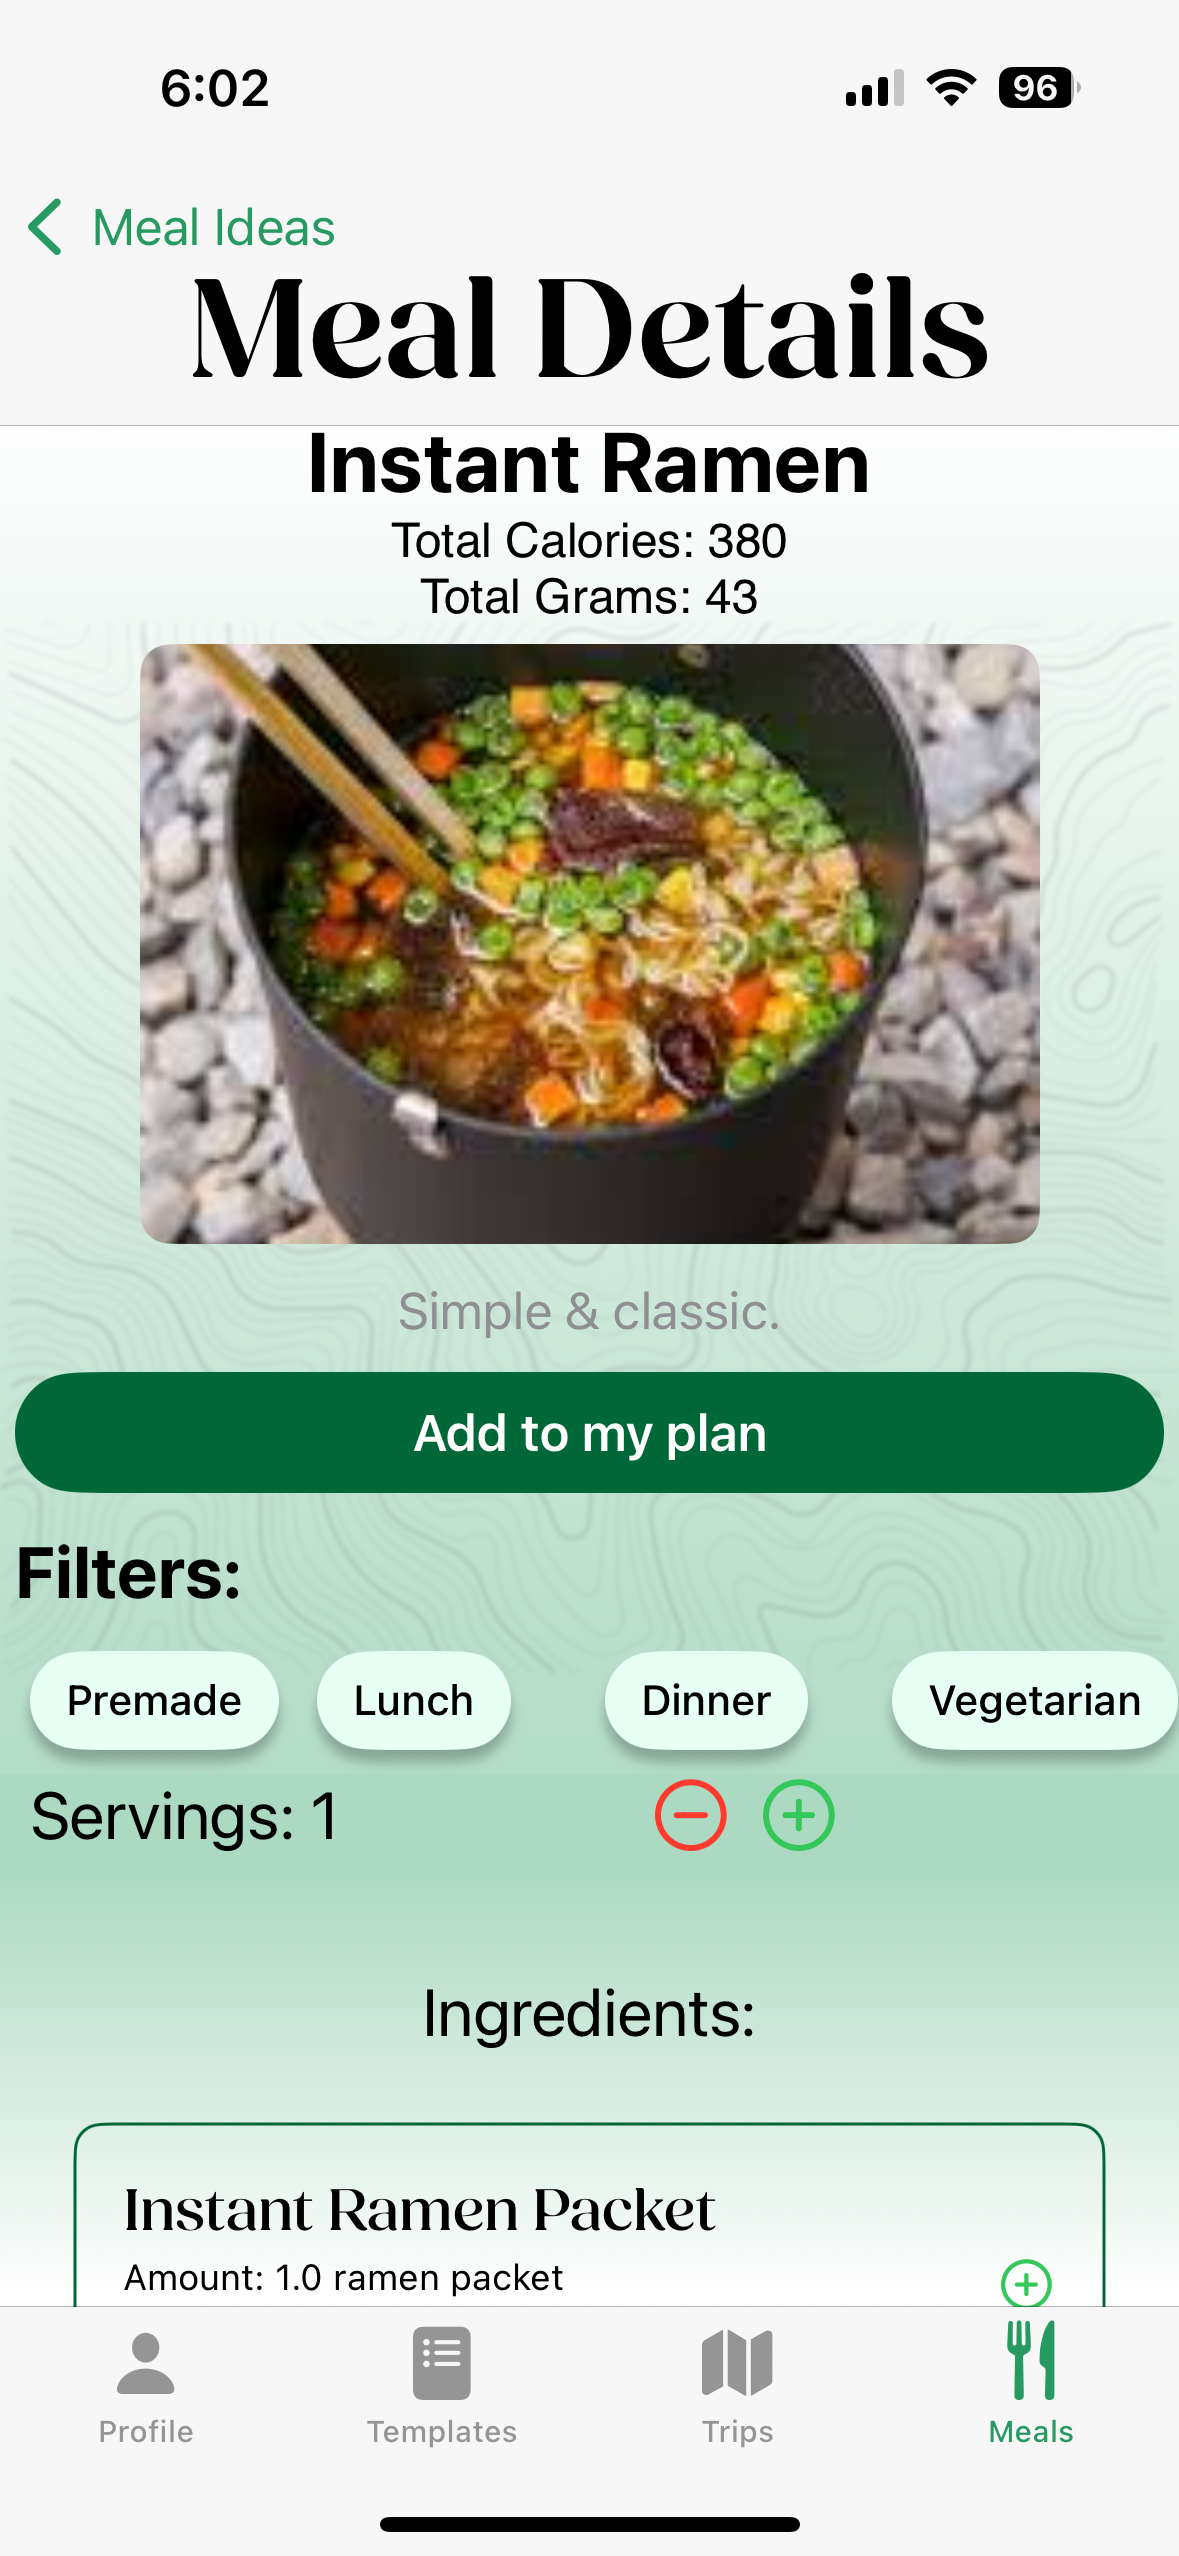 6:02
96
Meal Ideas
Meal Details
Instant Ramen
Total Calories: 380
Total Grams: 43
Simple & classic.
Add to my plan
Filters:
Premade Lunch Dinner Vegetarian
Servings: 1
Ingredients:
Instant Ramen Packet
Amount: 1.0 ramen packet
Profile Templates Trips Meals